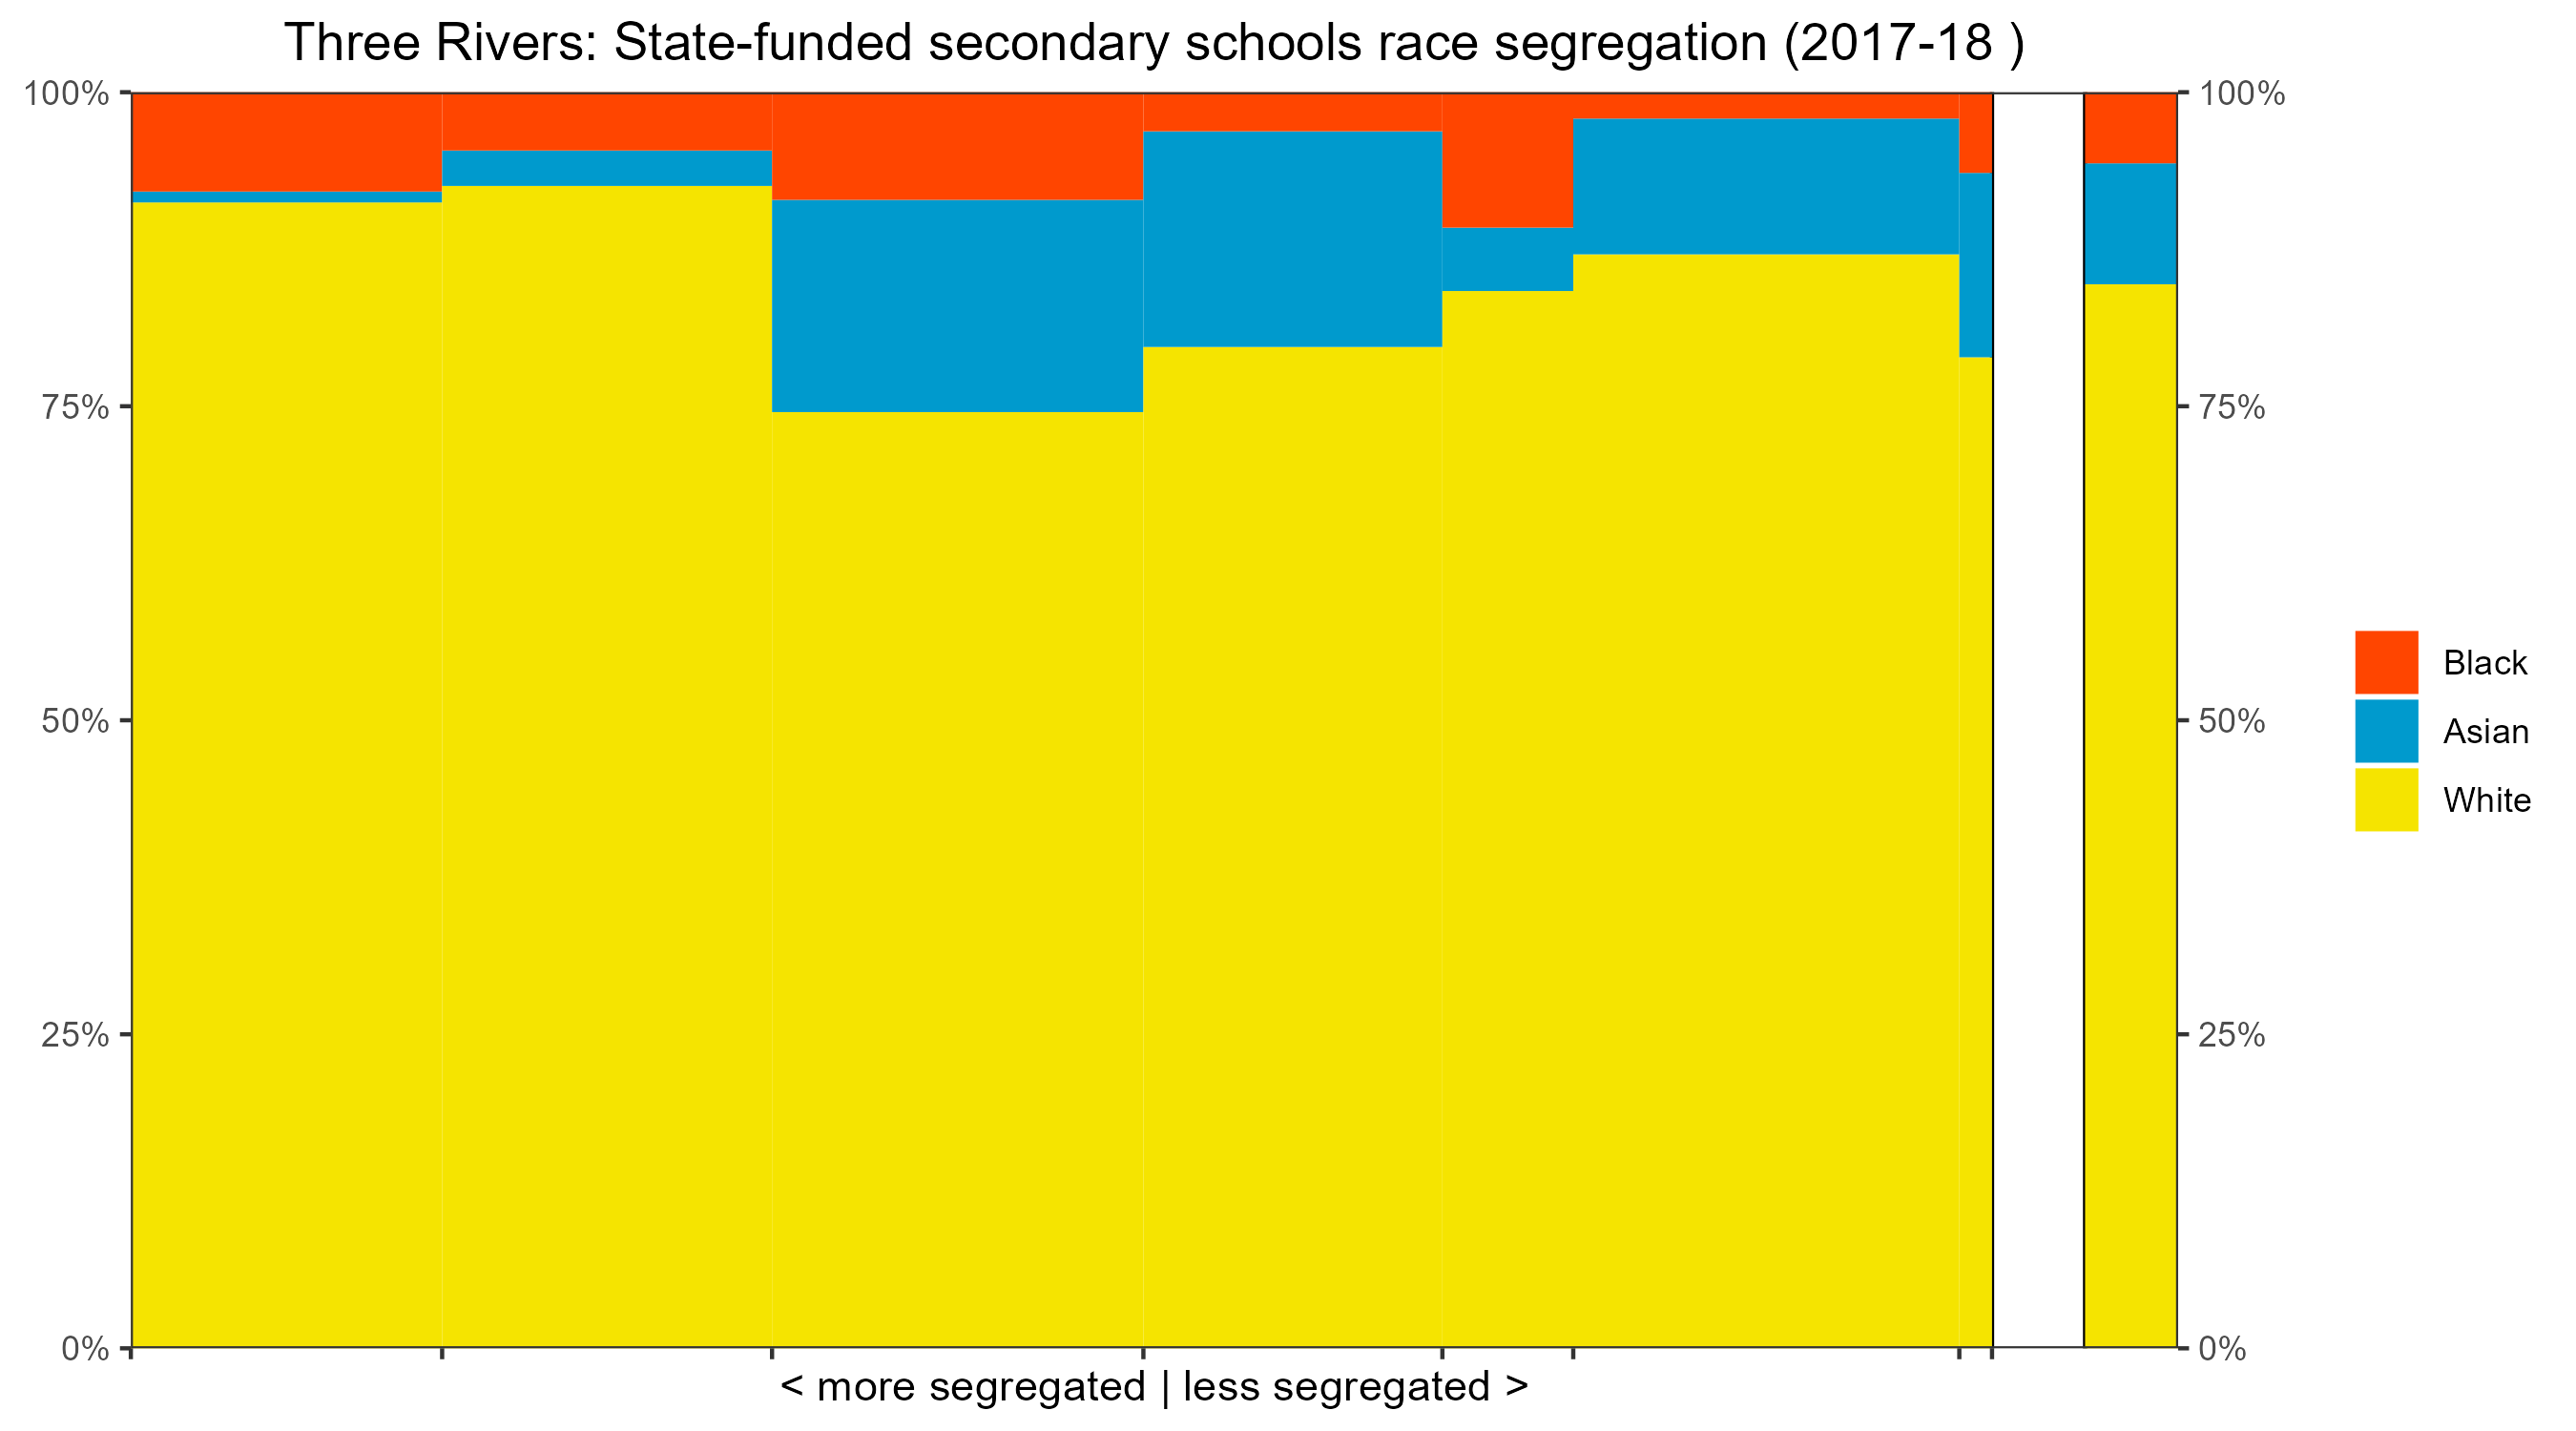 Three Rivers: State-funded secondary schools race segregation (2017-18 )
100%
75%
50%
25%
0%
100%
75%
50%
25%
0%
Black
Asian
White
< more segregated | less segregated >